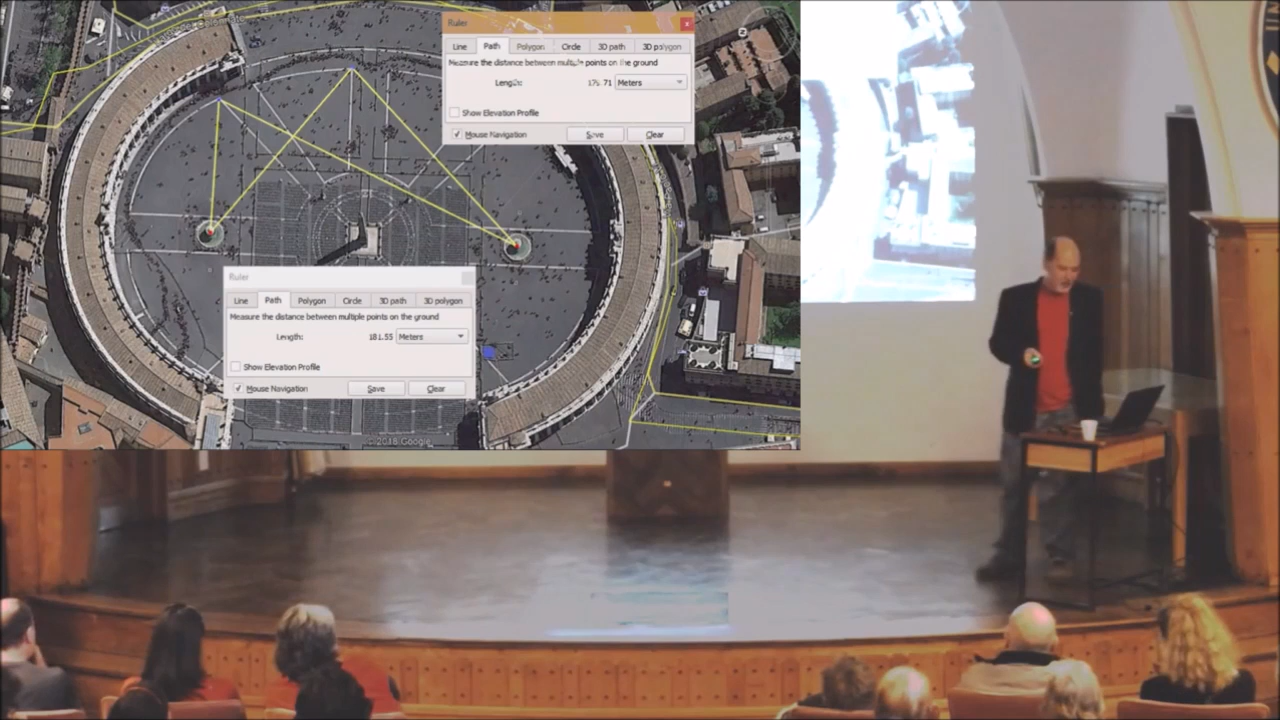 Ruler
Line Path Polygon Circle 3D path 3D polygon
Measure the distance between multiple points on the ground
Length: Meters
Show Elevation Profile
Mouse Navigation Save Clear
Ruler
Line Path Polygon Circle 3D path 3D polygon
Measure the distance between multiple points on the ground
Length: 181.55 Meters
Show Elevation Profile
Mouse Navigation Save Clear
© 2018 Google